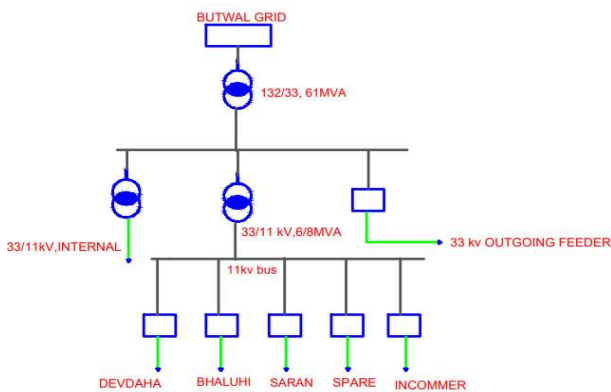 BUTWAL GRID
132/33, 61MVA
33/11kV,INTERNAL
33/11 kV,6/8MVA
33 kv OUTGOING FEEDER
11kv bus
DEVDAHA
BHALUHI
SARAN
SPARE
INCOMMER